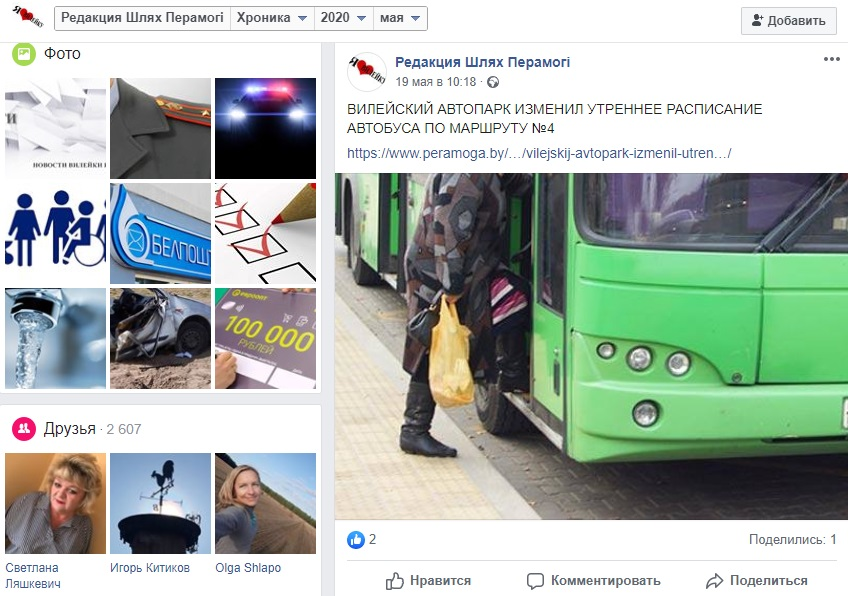 Редакция Шлях Перамогі
Хроника
2020
мая
Добавить
Фото
НОВОСТИ ВИЛЕЙКИ
БЕЛПОШТ
евроопт
100 000
РУБЛЕЙ
Друзья · 2 607
Светлана
Ляшкевич
Игорь Китиков
Olga Shlapo
Редакция Шлях Перамогі
19 мая в 10:18 ·
ВИЛЕЙСКИЙ АВТОПАРК ИЗМЕНИЛ УТРЕННЕЕ РАСПИСАНИЕ
АВТОБУСА ПО МАРШРУТУ №4
https://www.peramoga.by/…/vilejskij-avtopark-izmenil-utren…/
2
Поделились: 1
Нравится
Комментировать
Поделиться